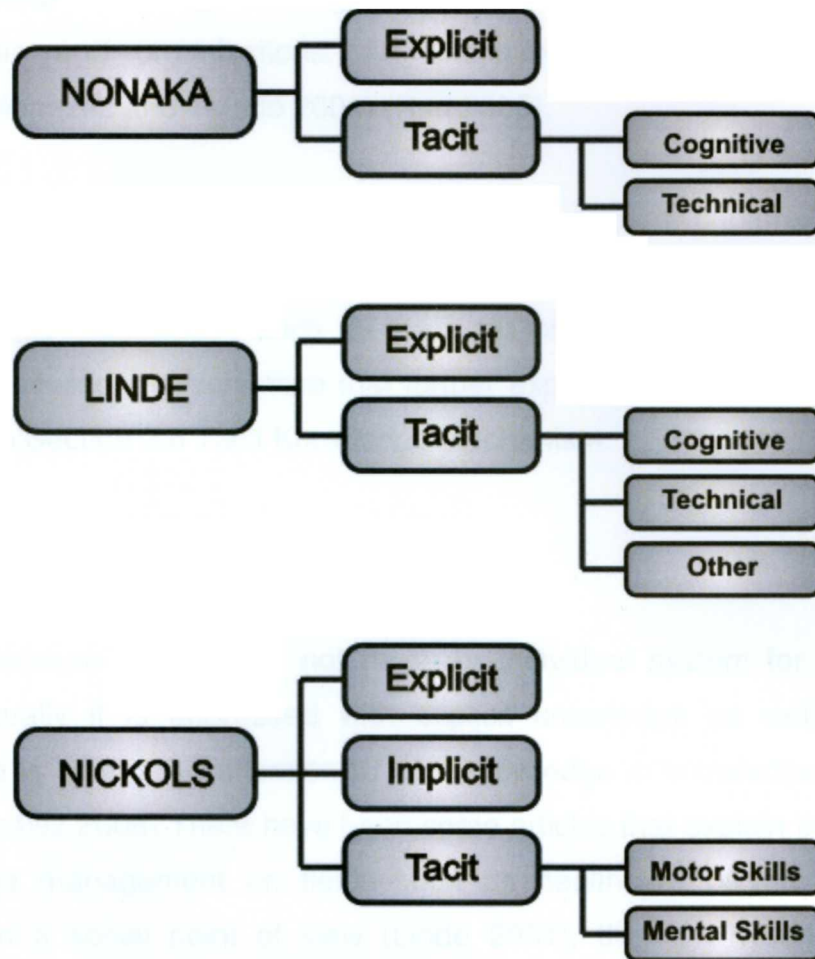 Explicit
NONAKA
Tacit
Cognitive
Technical
Explicit
LINDE
Tacit
Cognitive
Technical
Other
Explicit
NICKOLS
Implicit
Tacit
Motor Skills
Mental Skills